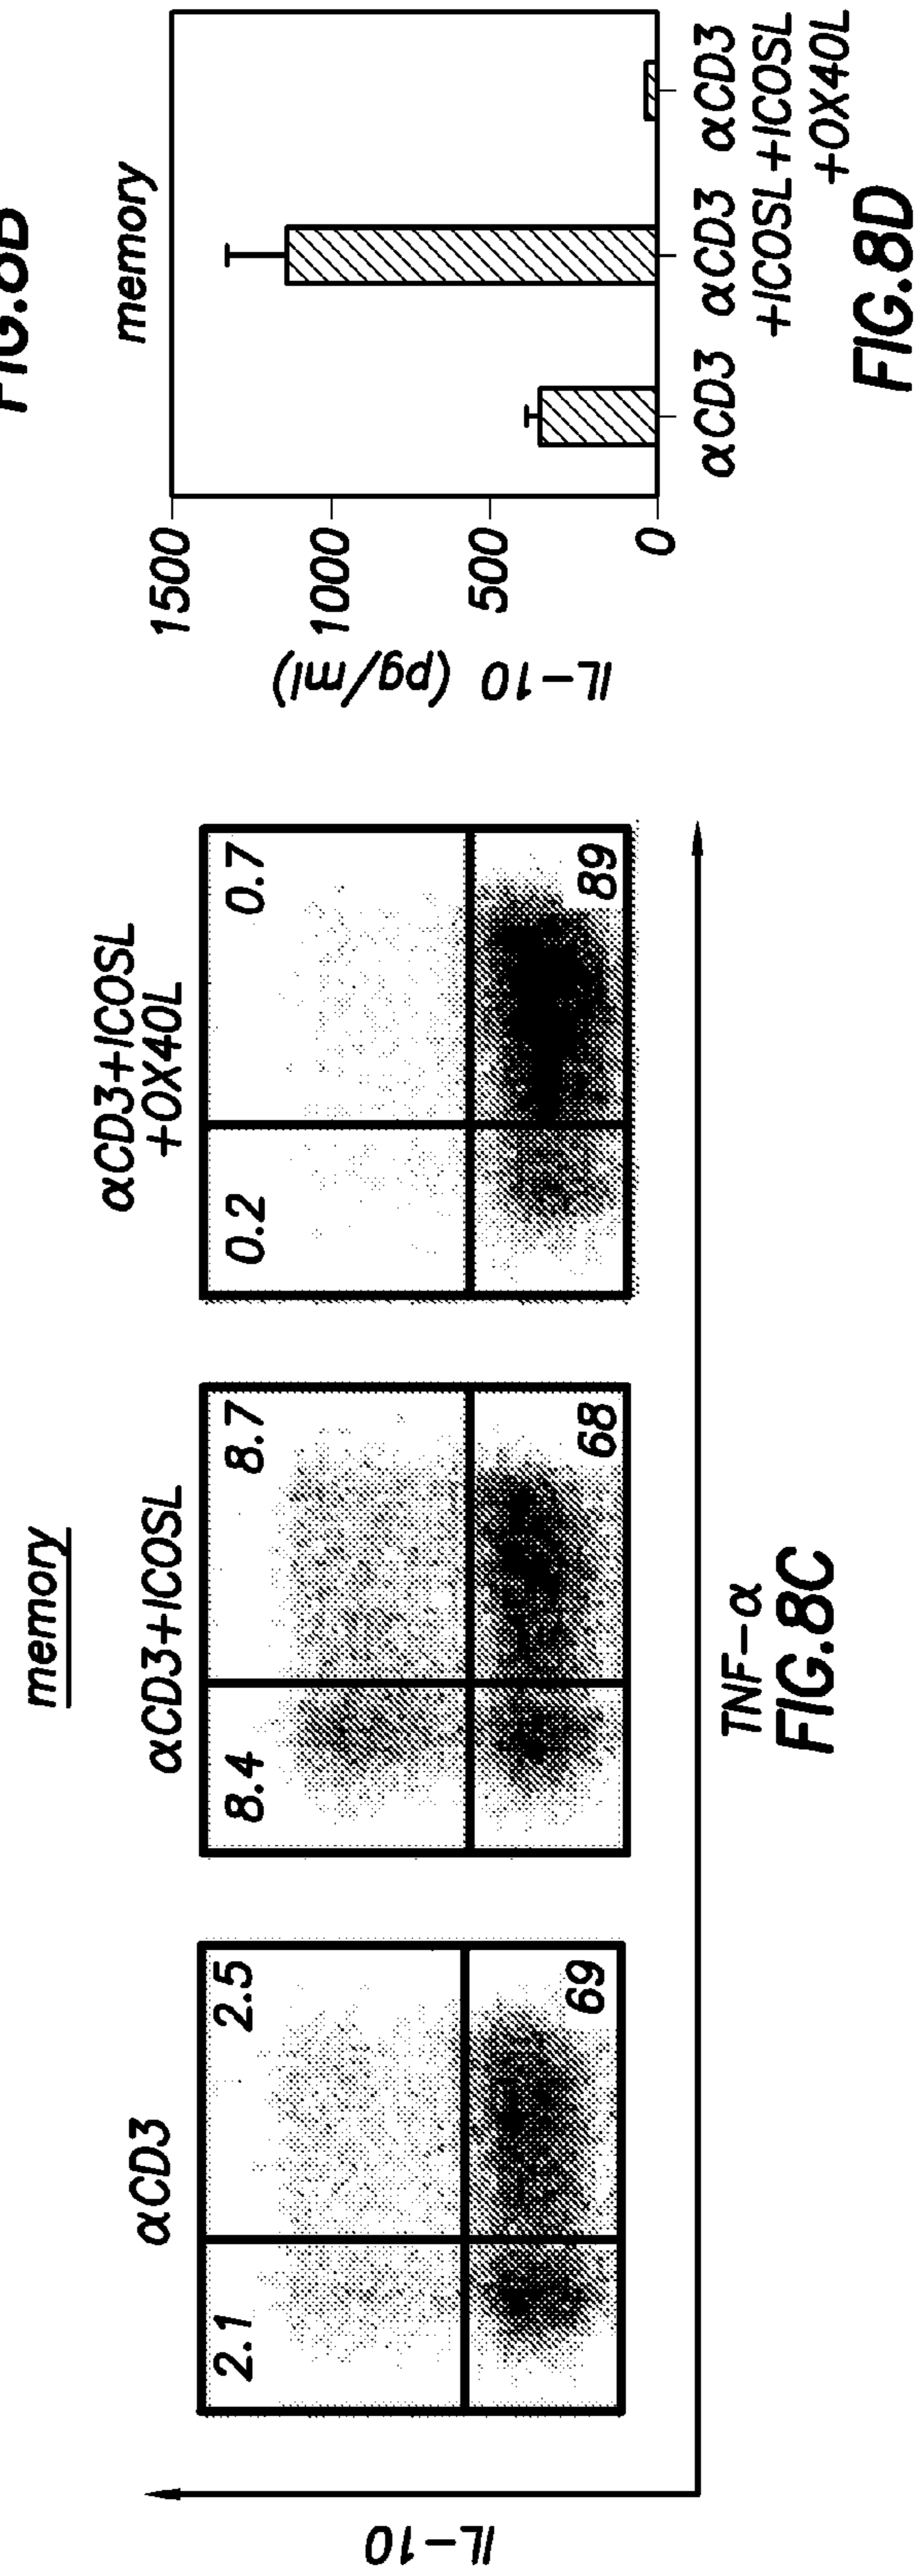 memory
αCD3
αCD3+ICOSL
αCD3+ICOSL
+OX40L
2.1
2.5
69
8.4
8.7
68
0.2
0.7
89
IL-10
TNF-α
FIG.8C
FIG.8B
memory
1500
1000
500
0
IL-10 (pg/ml)
αCD3 αCD3 αCD3
+ICOSL+ICOSL
+OX40L
FIG.8D